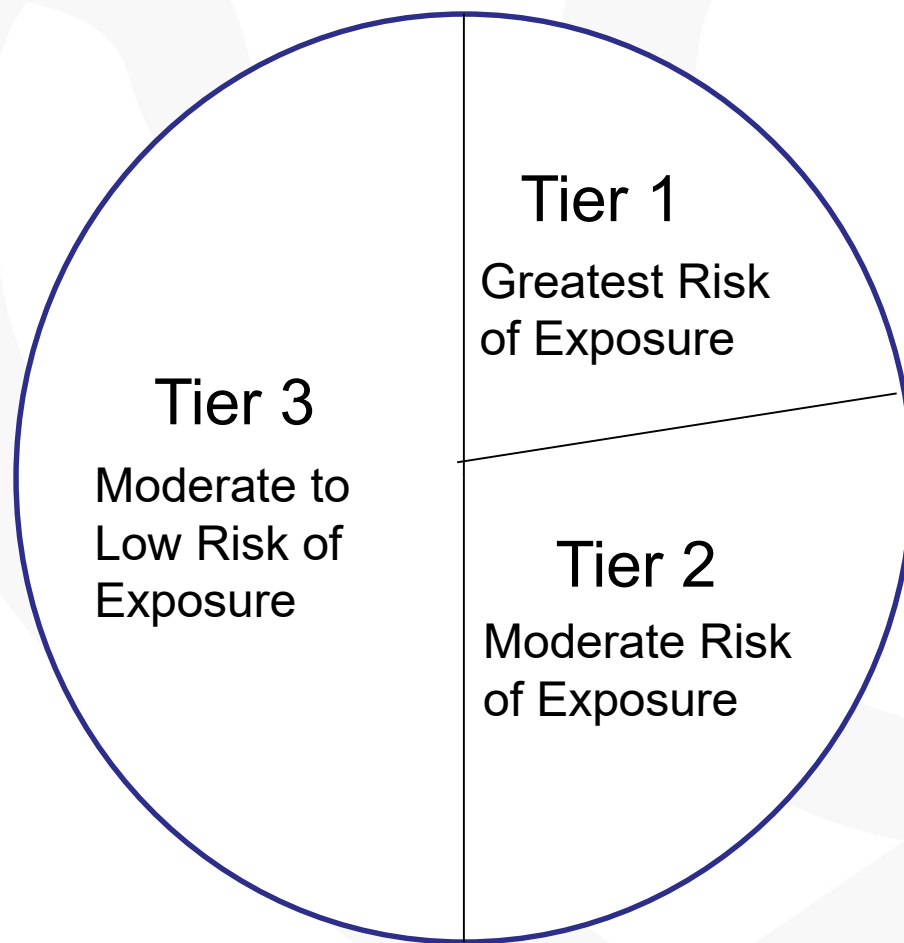 Tier 1
Greatest Risk
of Exposure
Tier 3
Moderate to
Low Risk of
Exposure
Tier 2
Moderate Risk
of Exposure